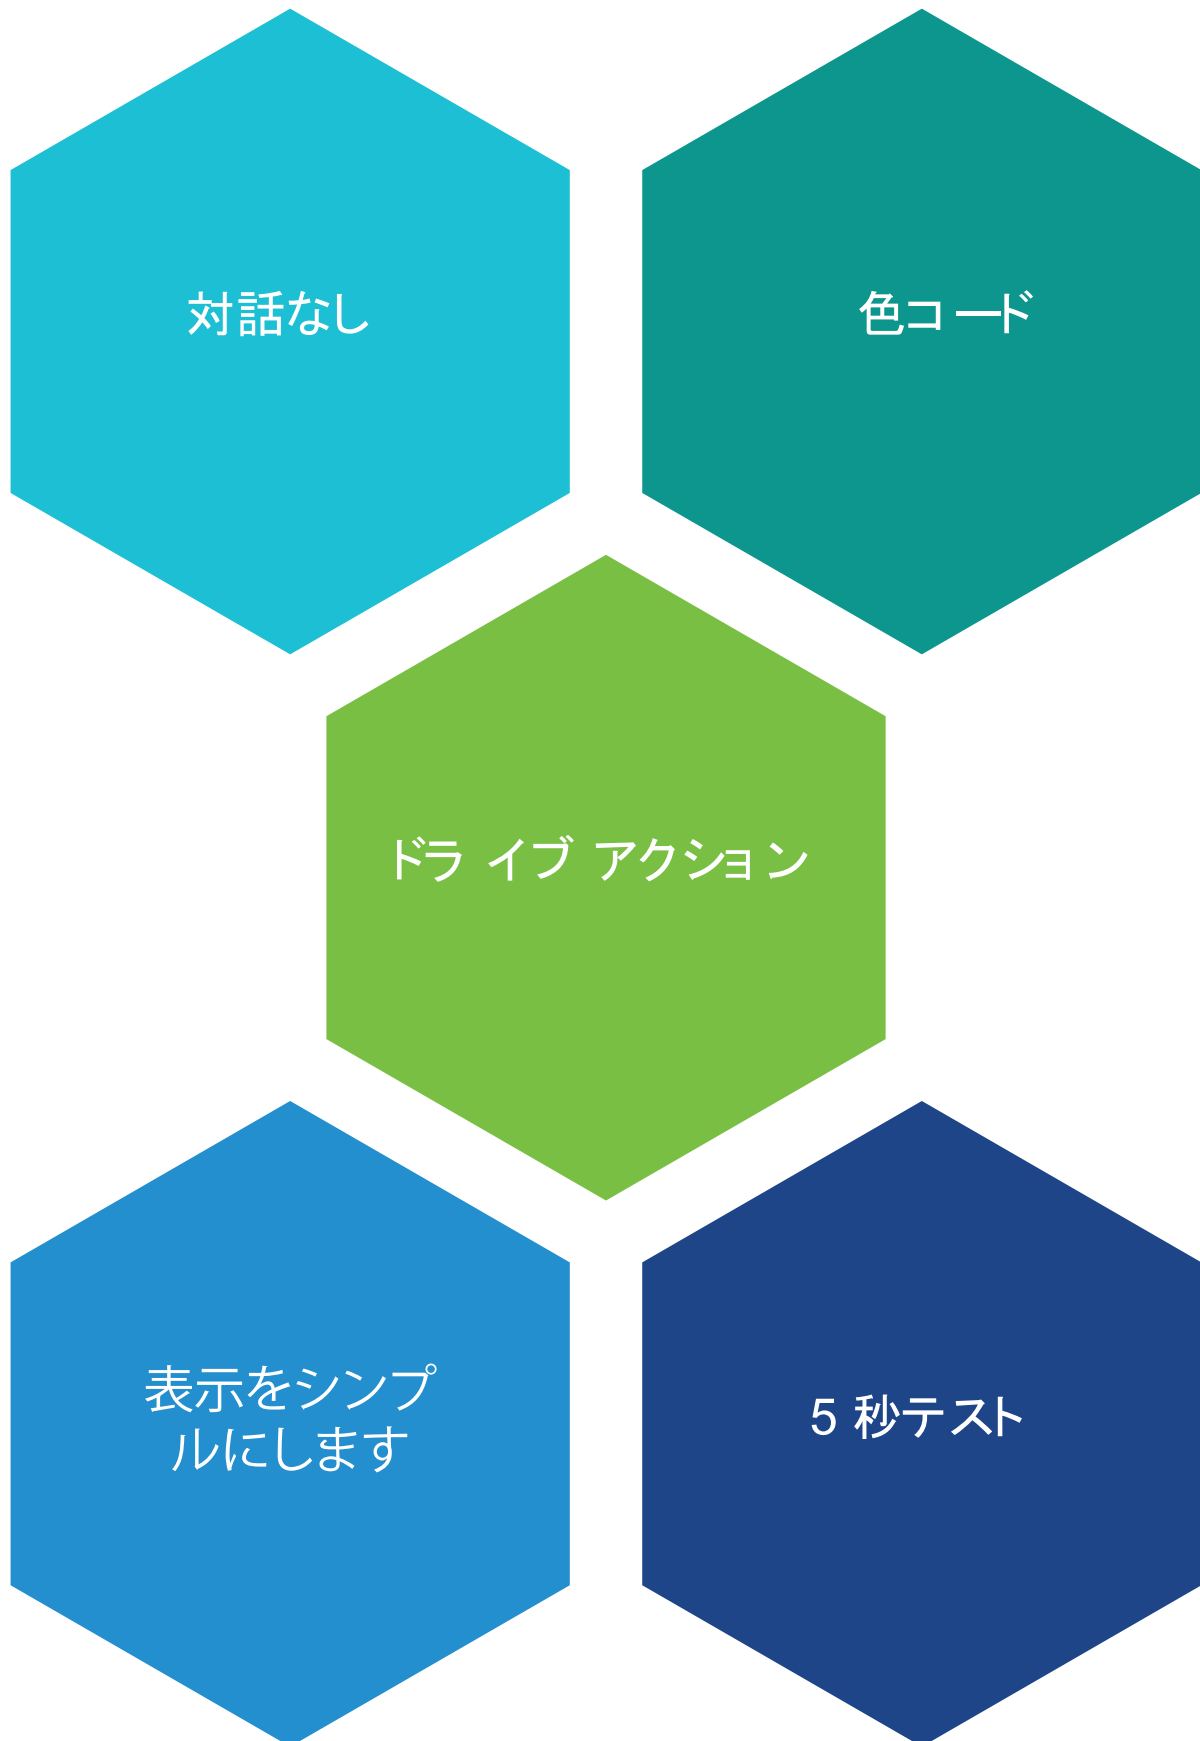 対話なし
色コード
ドライブ アクション
表示をシンプ
ルにします
5 秒テスト